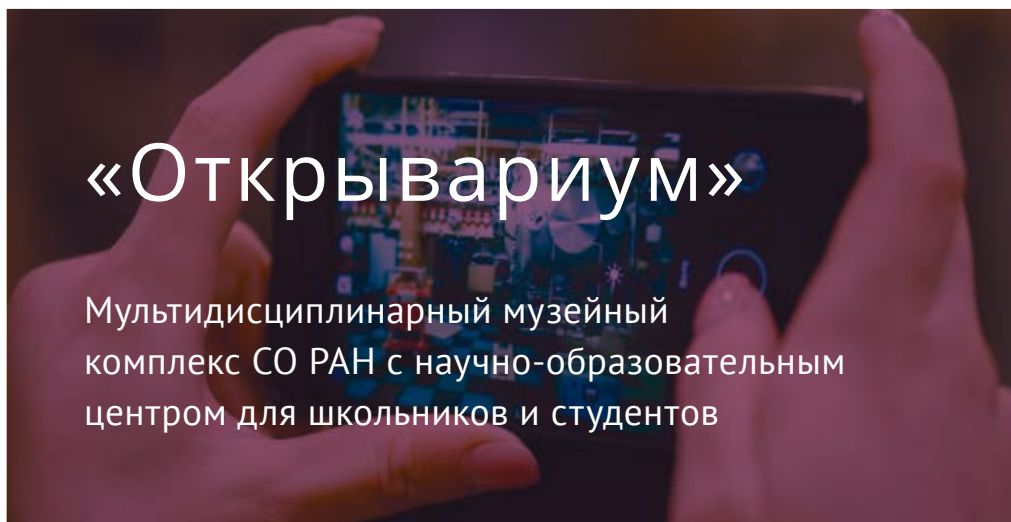 «Открывариум»
Мультидисциплинарный музейный
комплекс СО РАН с научно-образовательным
центром для школьников и студентов